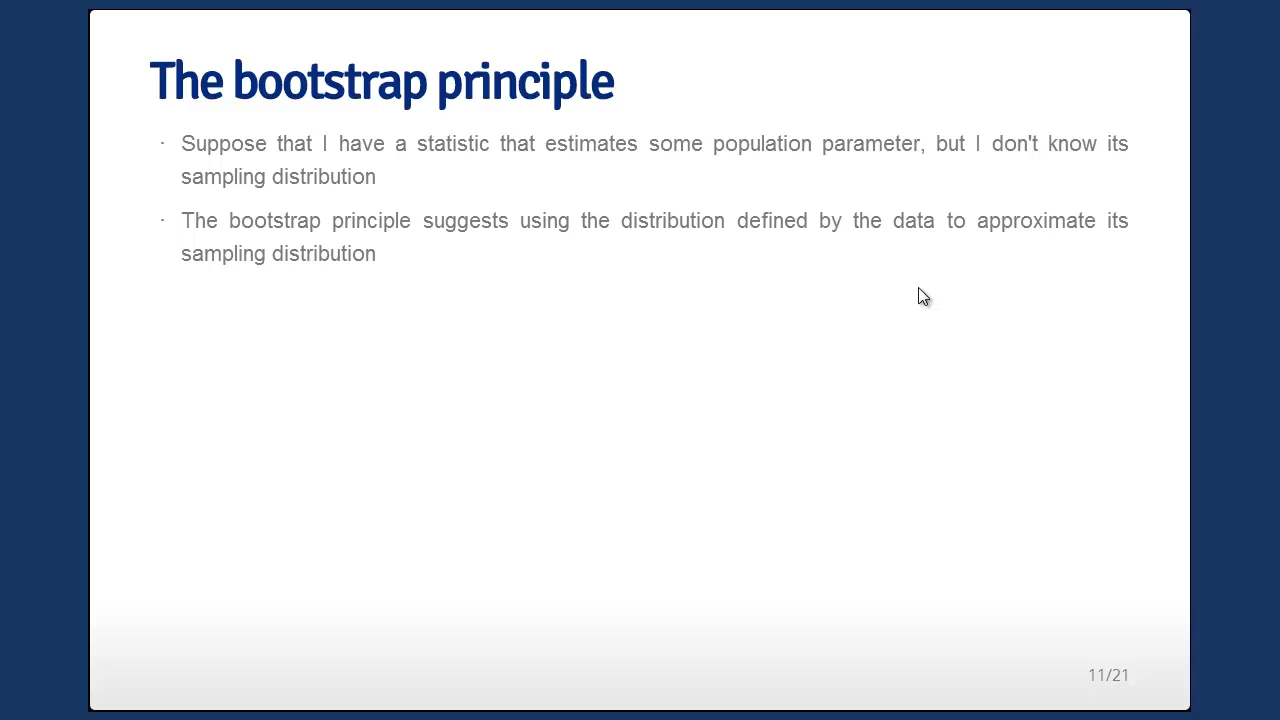 The bootstrap principle
· Suppose that I have a statistic that estimates some population parameter, but I don't know its
sampling distribution
· The bootstrap principle suggests using the distribution defined by the data to approximate its
sampling distribution
11/21